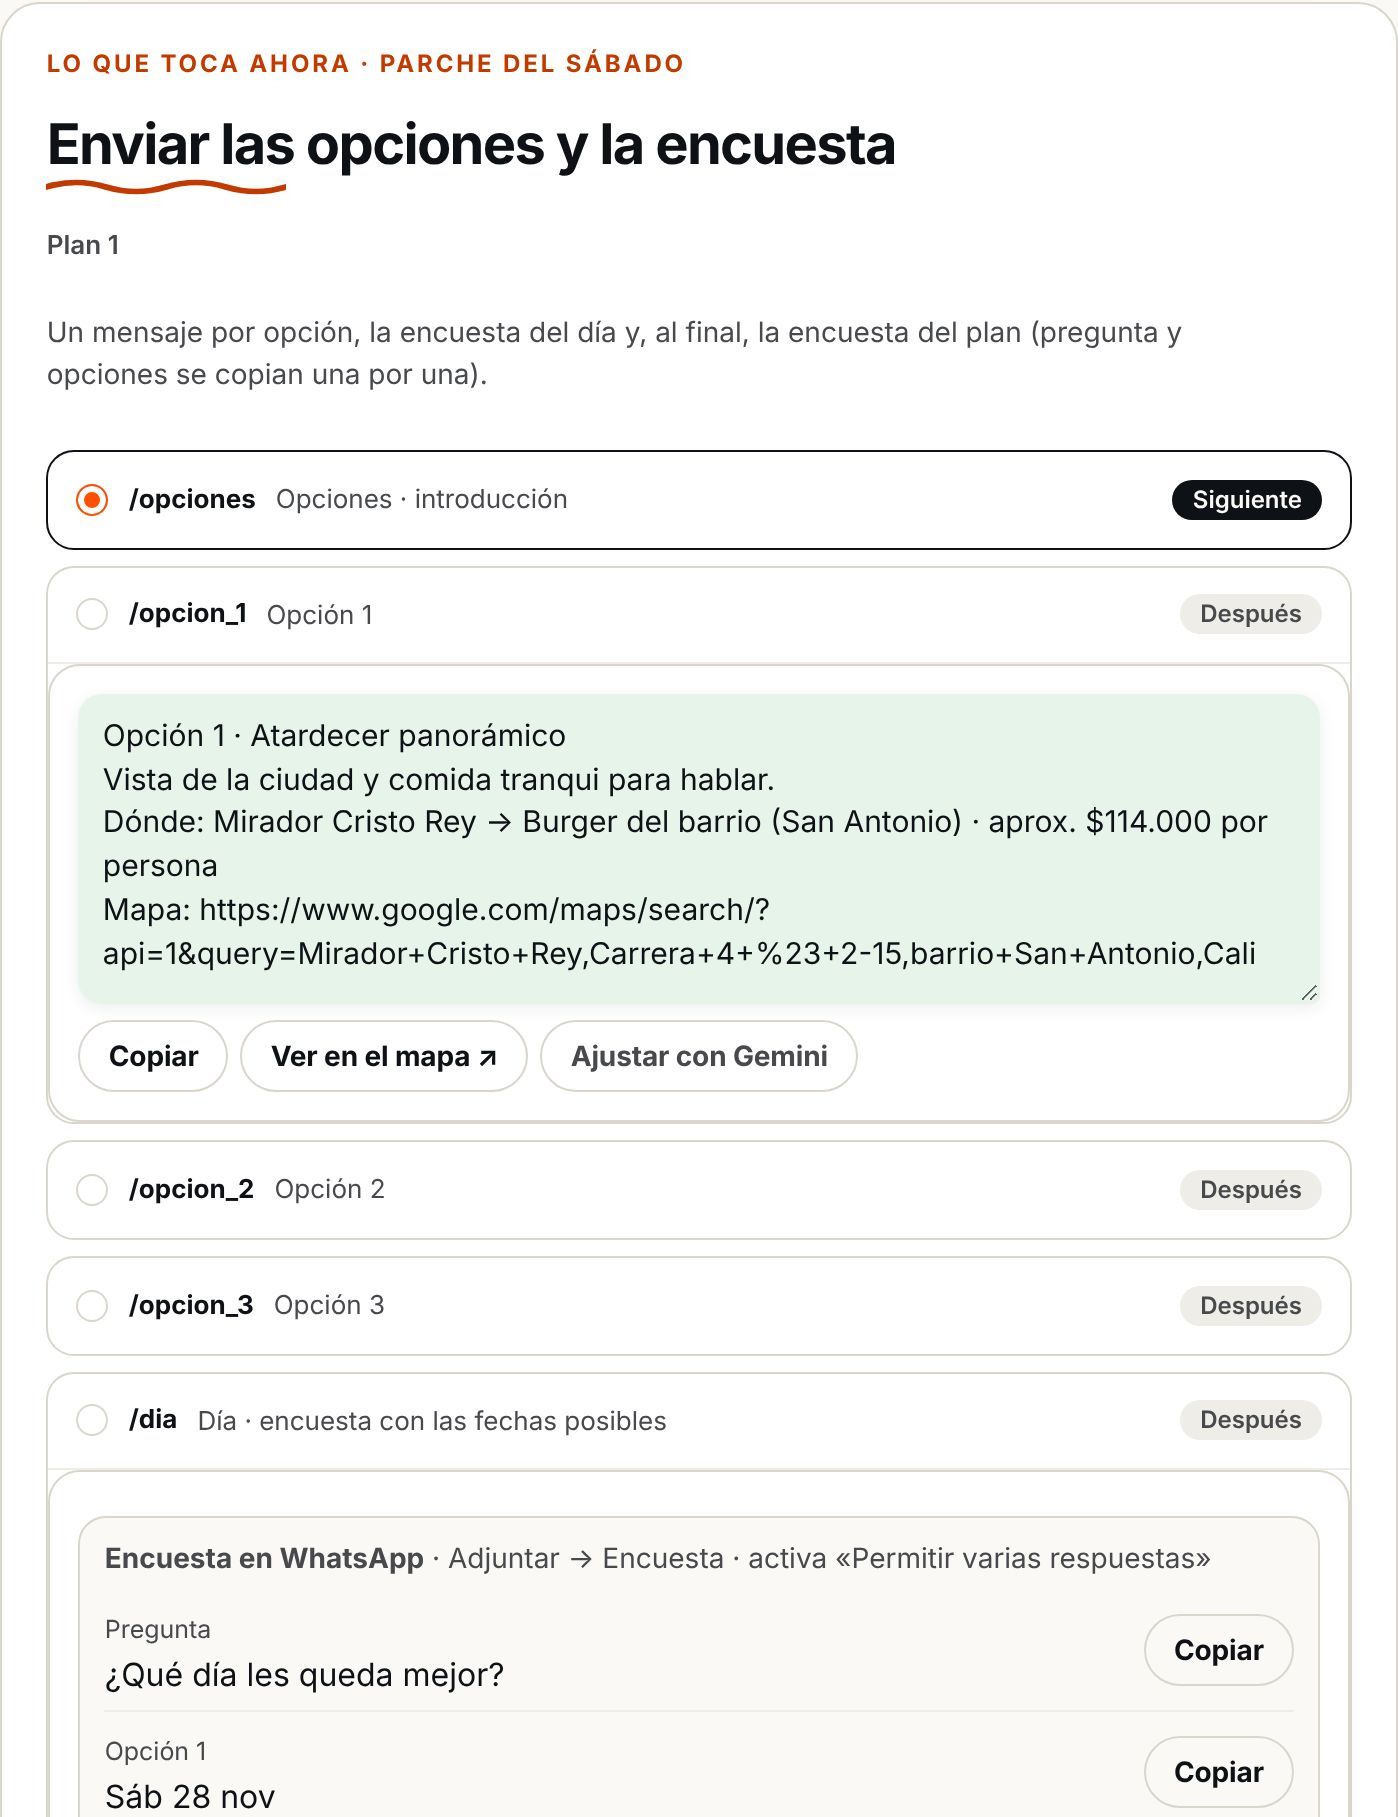 LO QUE TOCA AHORA · PARCHE DEL SÁBADO
Enviar las opciones y la encuesta
Plan 1
Un mensaje por opción, la encuesta del día y, al final, la encuesta del plan (pregunta y
opciones se copian una por una).
/opciones Opciones · introducción Siguiente
/opcion_1 Opción 1 Después
Opción 1 · Atardecer panorámico
Vista de la ciudad y comida tranqui para hablar.
Dónde: Mirador Cristo Rey → Burger del barrio (San Antonio) · aprox. $114.000 por
persona
Mapa: https://www.google.com/maps/search/?
api=1&query=Mirador+Cristo+Rey,Carrera+4+%23+2-15,barrio+San+Antonio,Cali
Copiar Ver en el mapa ↗ Ajustar con Gemini
/opcion_2 Opción 2 Después
/opcion_3 Opción 3 Después
/dia Día · encuesta con las fechas posibles Después
Encuesta en WhatsApp · Adjuntar → Encuesta · activa «Permitir varias respuestas»
Pregunta
¿Qué día les queda mejor? Copiar
Opción 1
Sáb 28 nov Copiar